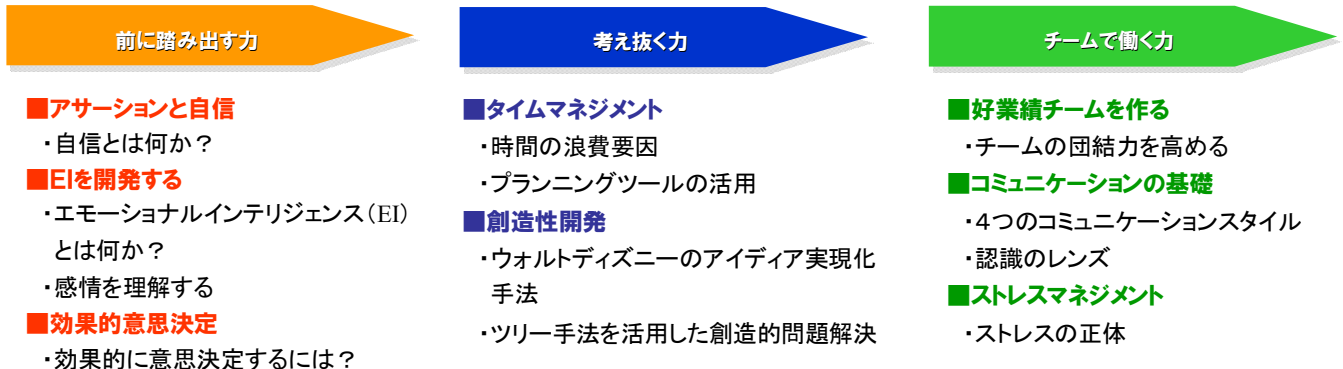 前に踏み出す力
■アサーションと自信
・自信とは何か？
■EIを開発する
・エモーショナルインテリジェンス（EI）
とは何か？
・感情を理解する
■効果的意思決定
・効果的に意思決定するには？
考え抜く力
■タイムマネジメント
・時間の浪費要因
・プランニングツールの活用
■創造性開発
・ウォルトディズニーのアイディア実現化
手法
・ツリー手法を活用した創造的問題解決
チームで働く力
■好業績チームを作る
・チームの団結力を高める
■コミュニケーションの基礎
・４つのコミュニケーションスタイル
・認識のレンズ
■ストレスマネジメント
・ストレスの正体